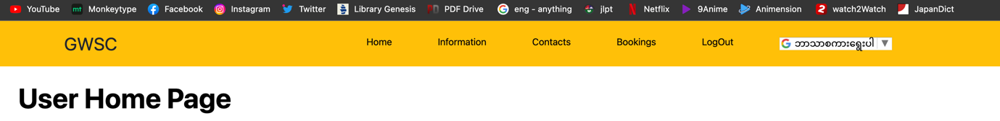 YouTube Monkeytype Facebook Instagram Twitter Library Genesis PDF Drive eng - anything jlpt Netflix 9Anime Animension watch2Watch JapanDict
GWSC Home Information Contacts Bookings LogOut ဘာသာစကားရွေးပါ ▼
User Home Page